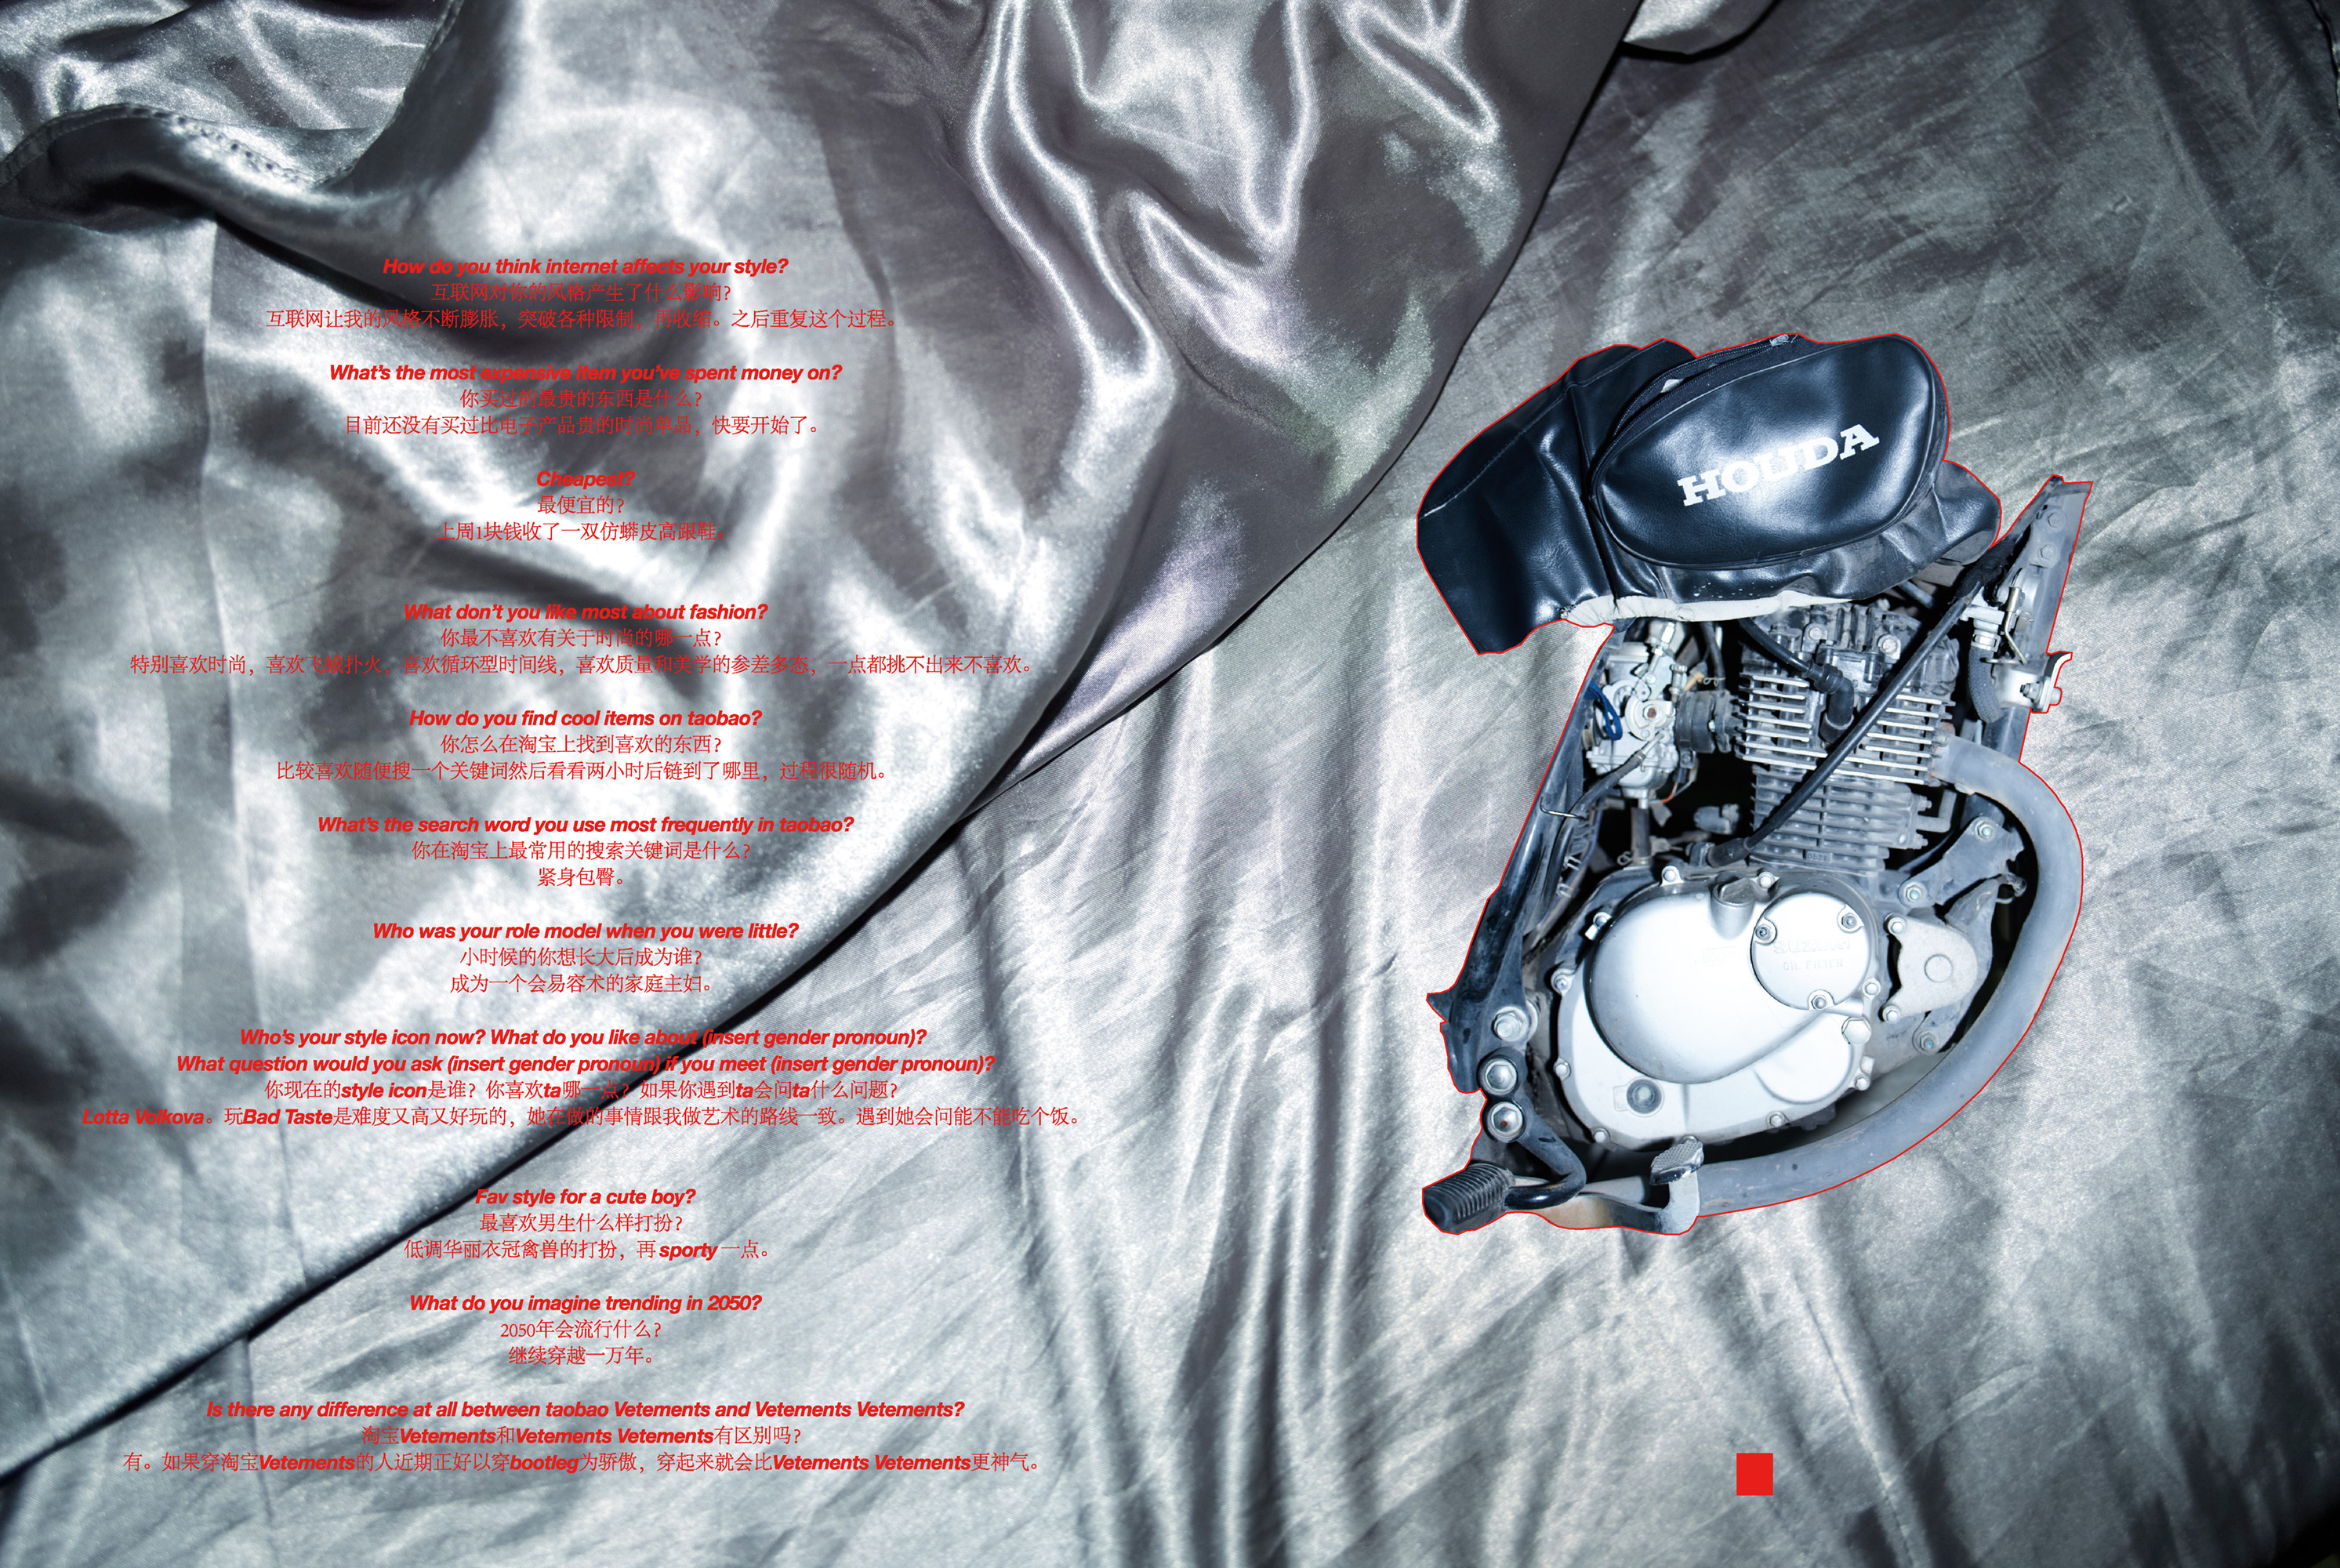 How do you think internet affects your style?
互联网对你的风格产生了什么影响?
互联网让我的风格不断膨胀，突破各种限制，再收缩。之后重复这个过程。
What's the most expensive item you've spent money on?
你买过的最贵的东西是什么?
目前还没有买过比电子产品贵的时尚单品，快要开始了。
Cheapest?
最便宜的?
上周1块钱收了一双仿蟒皮高跟鞋。
What don't you like most about fashion?
你最不喜欢有关于时尚的哪一点?
特别喜欢时尚，喜欢飞蛾扑火，喜欢循环型时间线，喜欢质量和美学的参差多态，一点都挑不出来不喜欢。
How do you find cool items on taobao?
你怎么在淘宝上找到喜欢的东西?
比较喜欢随便搜一个关键词然后看看两小时后链到了哪里，过程很随机。
What's the search word you use most frequently in taobao?
你在淘宝上最常用的搜索关键词是什么?
紧身包臀。
Who was your role model when you were little?
小时候的你想长大后成为谁?
成为一个会易容术的家庭主妇。
Who's your style icon now? What do you like about (insert gender pronoun)?
What question would you ask (insert gender pronoun) if you meet (insert gender pronoun)?
你现在的style icon是谁? 你喜欢ta哪一点? 如果你遇到ta会问ta什么问题?
Lotta Volkova。玩Bad Taste是难度又高又好玩的，她在做的事情跟我做艺术的路线一致。遇到她会问能不能吃个饭。
Fav style for a cute boy?
最喜欢男生什么样打扮?
低调华丽衣冠禽兽的打扮，再 sporty 一点。
What do you imagine trending in 2050?
2050年会流行什么?
继续穿越一万年。
Is there any difference at all between taobao Vetements and Vetements Vetements?
淘宝Vetements和Vetements Vetements有区别吗?
有。如果穿淘宝Vetements的人近期正好以穿bootleg为骄傲，穿起来就会比Vetements Vetements更神气。
HOUDA
SUZUKI
OIL FILTER